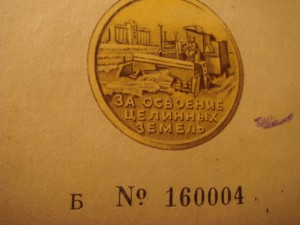 ЗА ОСВОЕНИЕ
ЦЕЛИННЫХ
ЗЕМЕЛЬ
Б № 160004